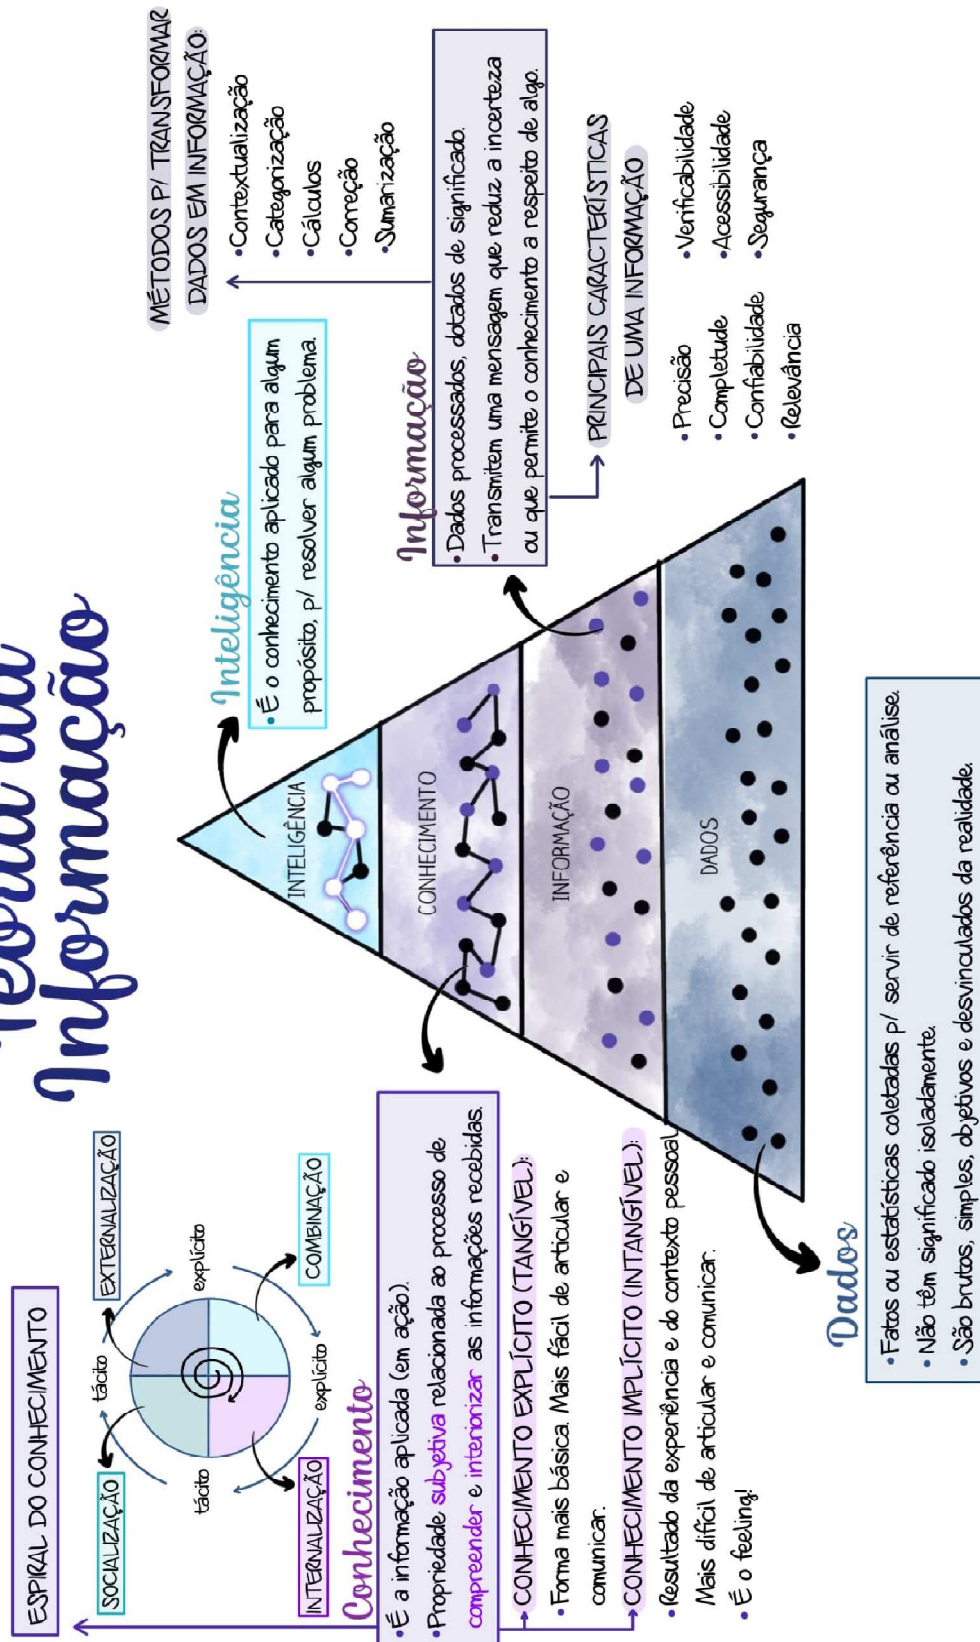 Teoria da
Informação
ESPIRAL DO CONHECIMENTO
SOCIALIZAÇÃO
EXTERNALIZAÇÃO
tácito
tácito
explícito
explícito
INTERNALIZAÇÃO
COMBINAÇÃO
Conhecimento
• É a informação aplicada (em ação).
• Propriedade subjetiva relacionada ao processo de
compreender e interiorizar as informações recebidas.
CONHECIMENTO EXPLÍCITO (TANGÍVEL):
• Forma mais básica. Mais fácil de articular e
comunicar.
CONHECIMENTO IMPLÍCITO (INTANGÍVEL):
• Resultado da experiência e do contexto pessoal.
Mais difícil de articular e comunicar.
• É o feeling!
INTELIGÊNCIA
CONHECIMENTO
INFORMAÇÃO
DADOS
Inteligência
• É o conhecimento aplicado para algum
propósito, p/ resolver algum problema.
MÉTODOS P/ TRANSFORMAR
DADOS EM INFORMAÇÃO:
• Contextualização
• Categorização
• Cálculos
• Correção
• Sumarização
Informação
• Dados processados, dotados de significado.
• Transmitem uma mensagem que reduz a incerteza
ou que permite o conhecimento a respeito de algo.
PRINCIPAIS CARACTERÍSTICAS
DE UMA INFORMAÇÃO
• Precisão
• Completude
• Confiabilidade
• Relevância
• Verificabilidade
• Acessibilidade
• Segurança
Dados
• Fatos ou estatísticas coletadas p/ servir de referência ou análise.
• Não têm significado isoladamente.
• São brutos, simples, objetivos e desvinculados da realidade.